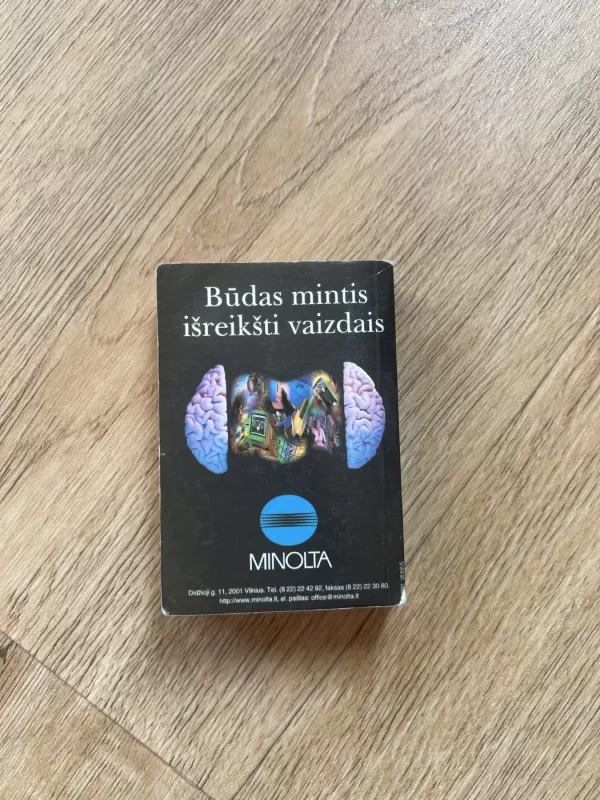 Būdas mintis
išreikšti vaizdais
MINOLTA
Didžioji g. 11, 2001 Vilnius. Tel. (8 22) 22 42 92, faksas (8 22) 22 30 60.
http://www.minolta.lt, el. paštas: office@minolta.lt